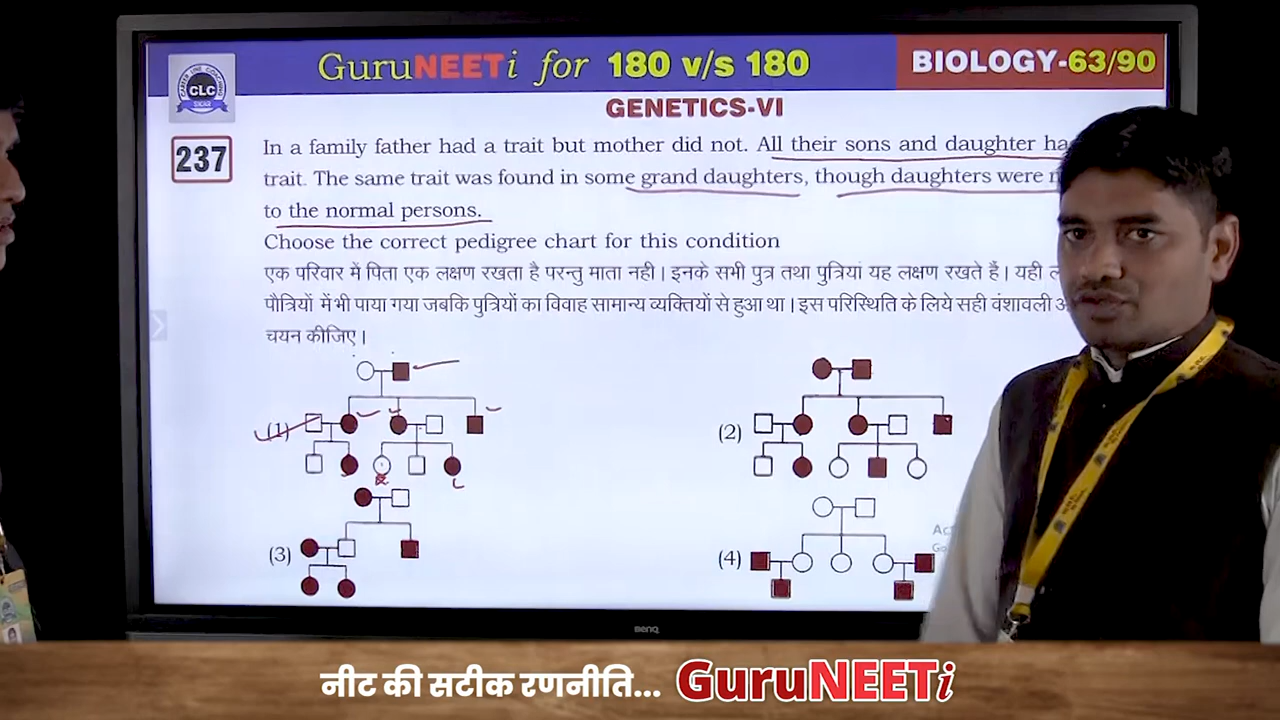 CLC
SIKAR
GuruNEETi for 180 v/s 180
BIOLOGY-63/90
GENETICS-VI
237
In a family father had a trait but mother did not. All their sons and daughter ha
trait. The same trait was found in some grand daughters, though daughters were
to the normal persons.
Choose the correct pedigree chart for this condition
एक परिवार में पिता एक लक्षण रखता है परन्तु माता नही। इनके सभी पुत्र तथा पुत्रियां यह लक्षण रखते हैं। यही
पौत्रियों में भी पाया गया जबकि पुत्रियों का विवाह सामान्य व्यक्तियों से हुआ था। इस परिस्थिति के लिये सही वंशावली
चयन कीजिए।
(1)
(2)
(3)
(4)
BENQ
नीट की सटीक रणनीति... GuruNEETi